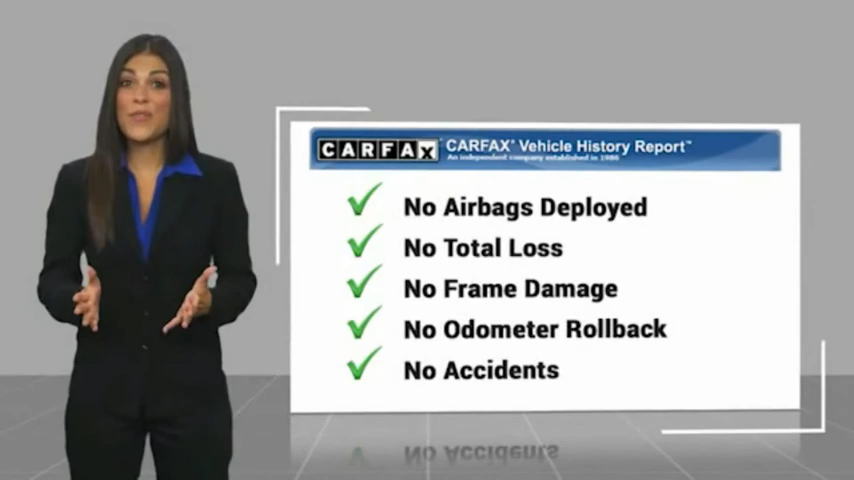 CARFAX CARFAX® Vehicle History Report™
An independent company established in 1986
No Airbags Deployed
No Total Loss
No Frame Damage
No Odometer Rollback
No Accidents
No Accidents